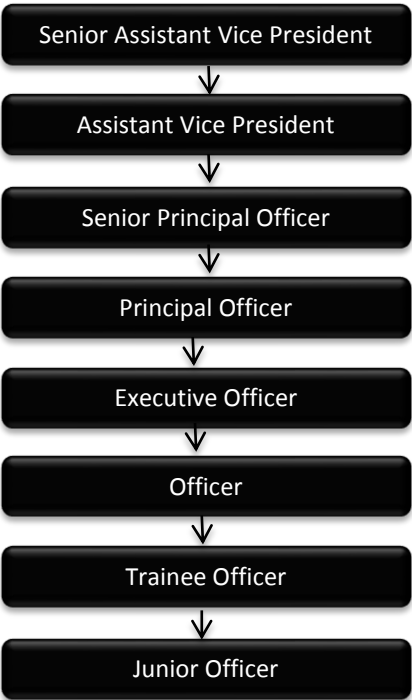 Senior Assistant Vice President
Assistant Vice President
Senior Principal Officer
Principal Officer
Executive Officer
Officer
Trainee Officer
Junior Officer